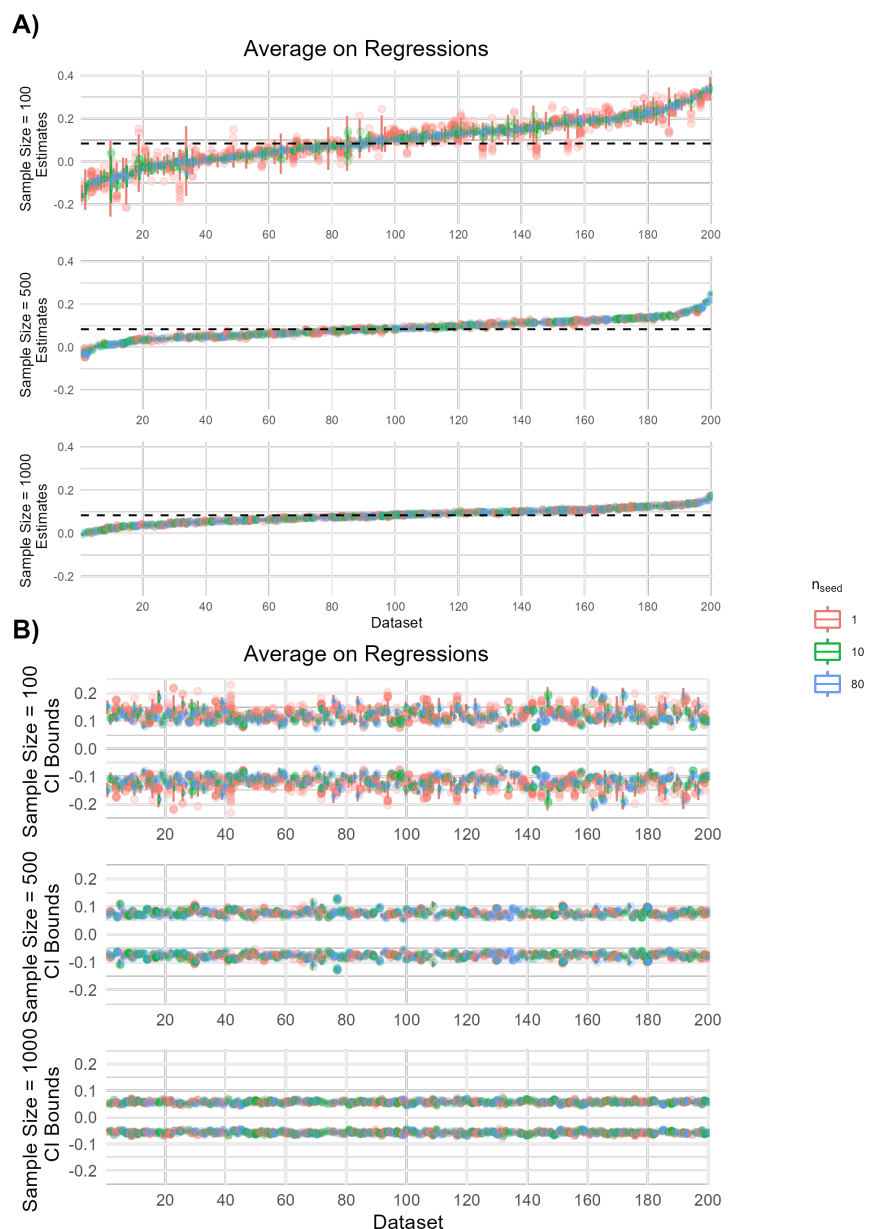 A)
Average on Regressions
Sample Size = 100
Estimates
0.4
0.2
0.0
-0.2
20 40 60 80 100 120 140 160 180 200
Sample Size = 500
Estimates
0.4
0.2
0.0
-0.2
20 40 60 80 100 120 140 160 180 200
Sample Size = 1000
Estimates
0.4
0.2
0.0
-0.2
20 40 60 80 100 120 140 160 180 200
Dataset
n_seed
1
10
80
B)
Average on Regressions
Sample Size = 100
CI Bounds
0.2
0.1
0.0
-0.1
-0.2
20 40 60 80 100 120 140 160 180 200
Sample Size = 500
CI Bounds
0.2
0.1
0.0
-0.1
-0.2
20 40 60 80 100 120 140 160 180 200
Sample Size = 1000
CI Bounds
0.2
0.1
0.0
-0.1
-0.2
20 40 60 80 100 120 140 160 180 200
Dataset